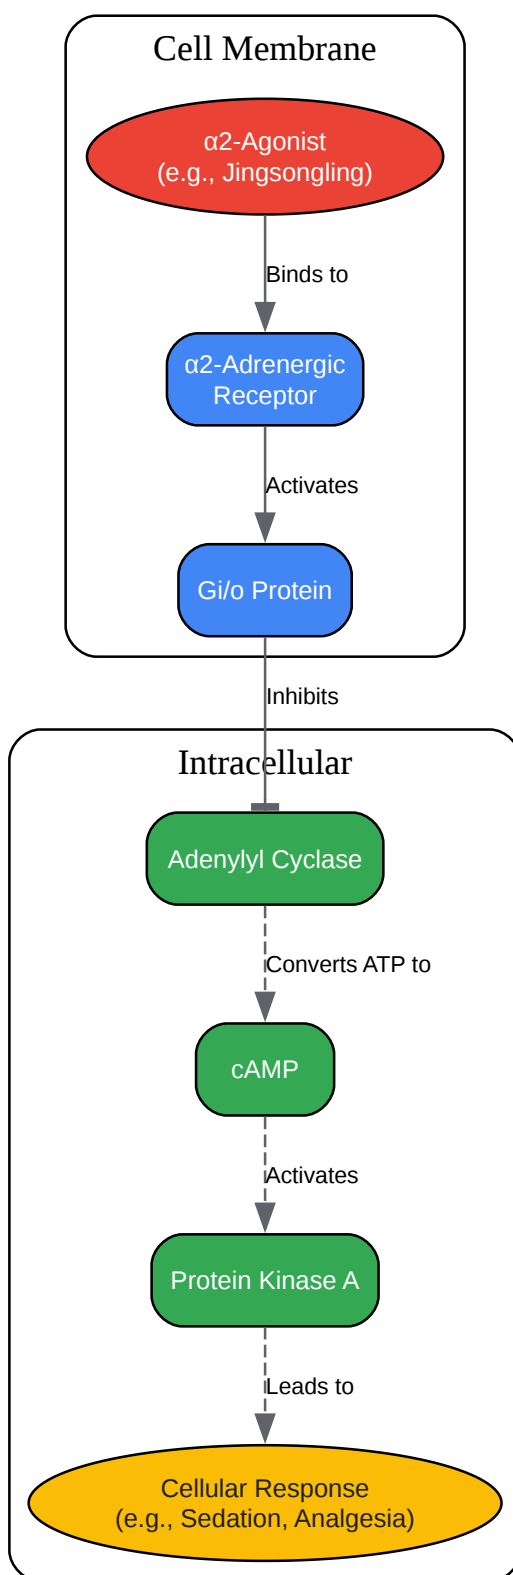 Cell Membrane
α2-Agonist
(e.g., Jingsongling)
Binds to
α2-Adrenergic
Receptor
Activates
Gi/o Protein
Inhibits
Intracellular
Adenylyl Cyclase
Converts ATP to
cAMP
Activates
Protein Kinase A
Leads to
Cellular Response
(e.g., Sedation, Analgesia)